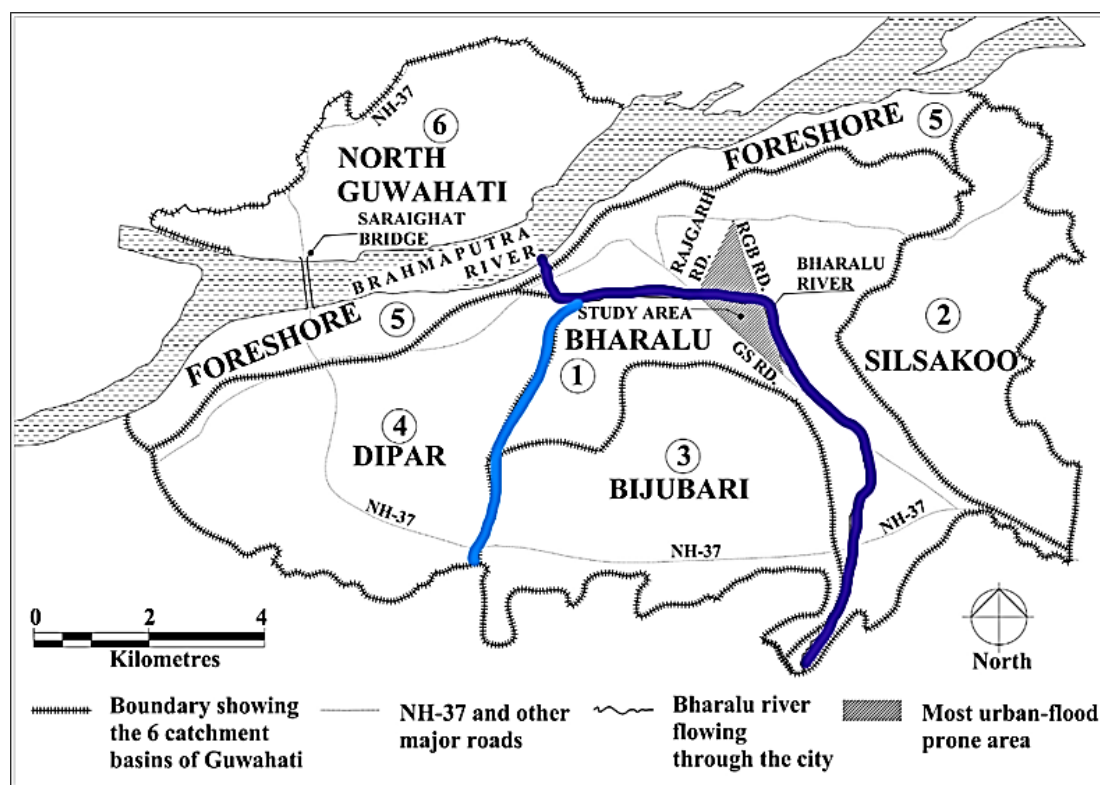 NH-37
6
NORTH
GUWAHATI
SARAIGHAT
BRIDGE
BRAHMAPUTRA
RIVER
FORESHORE
5
FORESHORE
5
RAJGARH
RD.
RGB RD.
BHARALU
RIVER
STUDY AREA
BHARALU
1
GS RD.
2
SILSAKOO
4
DIPAR
3
BIJUBARI
NH-37
NH-37
NH-37
0 2 4
Kilometres
North
Boundary showing
the 6 catchment
basins of Guwahati
NH-37 and other
major roads
Bharalu river
flowing
through the city
Most urban-flood
prone area